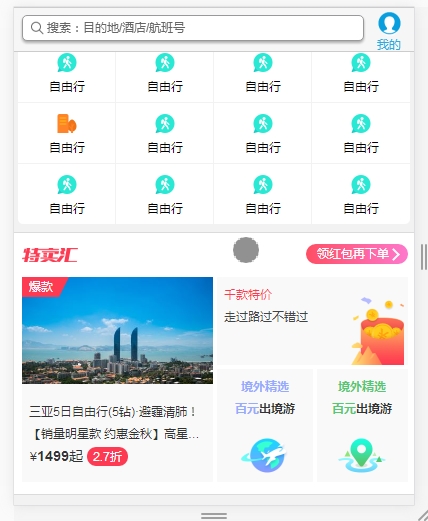 搜索：目的地/酒店/航班号
我的
自由行 自由行 自由行 自由行
自由行 自由行 自由行 自由行
自由行 自由行 自由行 自由行
特卖汇
领红包再下单
爆款
千款特价
走过路过不错过
三亚5日自由行(5钻)·避霾清肺！
【销量明星款 约惠金秋】高星...
¥1499起 2.7折
境外精选
百元出境游
境外精选
百元出境游